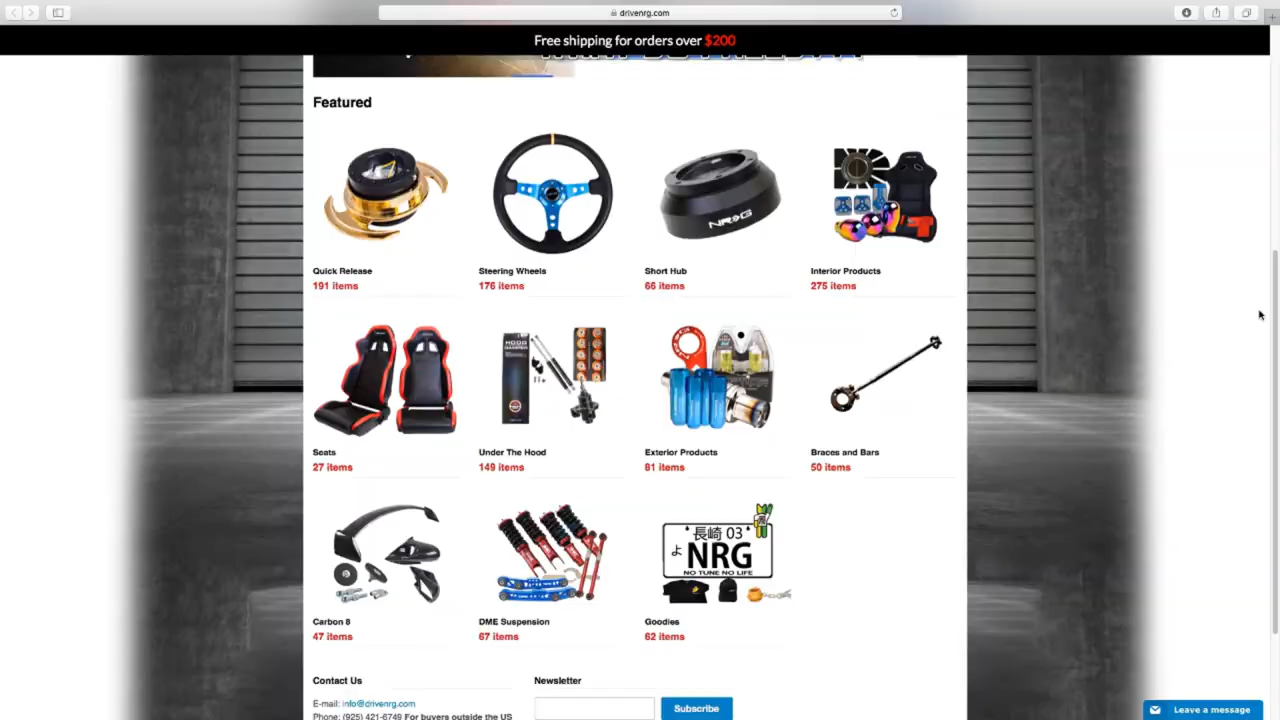 drivenrg.com
Free shipping for orders over $200
Featured
NRG
Quick Release
191 items
Steering Wheels
176 items
Short Hub
66 items
Interior Products
275 items
HOOD
DAMPER
Seats
27 items
Under The Hood
149 items
Exterior Products
81 items
Braces and Bars
50 items
長崎 03
よ NRG
NO TUNE NO LIFE
Carbon 8
47 items
DME Suspension
67 items
Goodies
62 items
Contact Us
Newsletter
E-mail: info@drivenrg.com
Subscribe
Leave a message
Phone: (925) 421-6749 For buyers outside the US